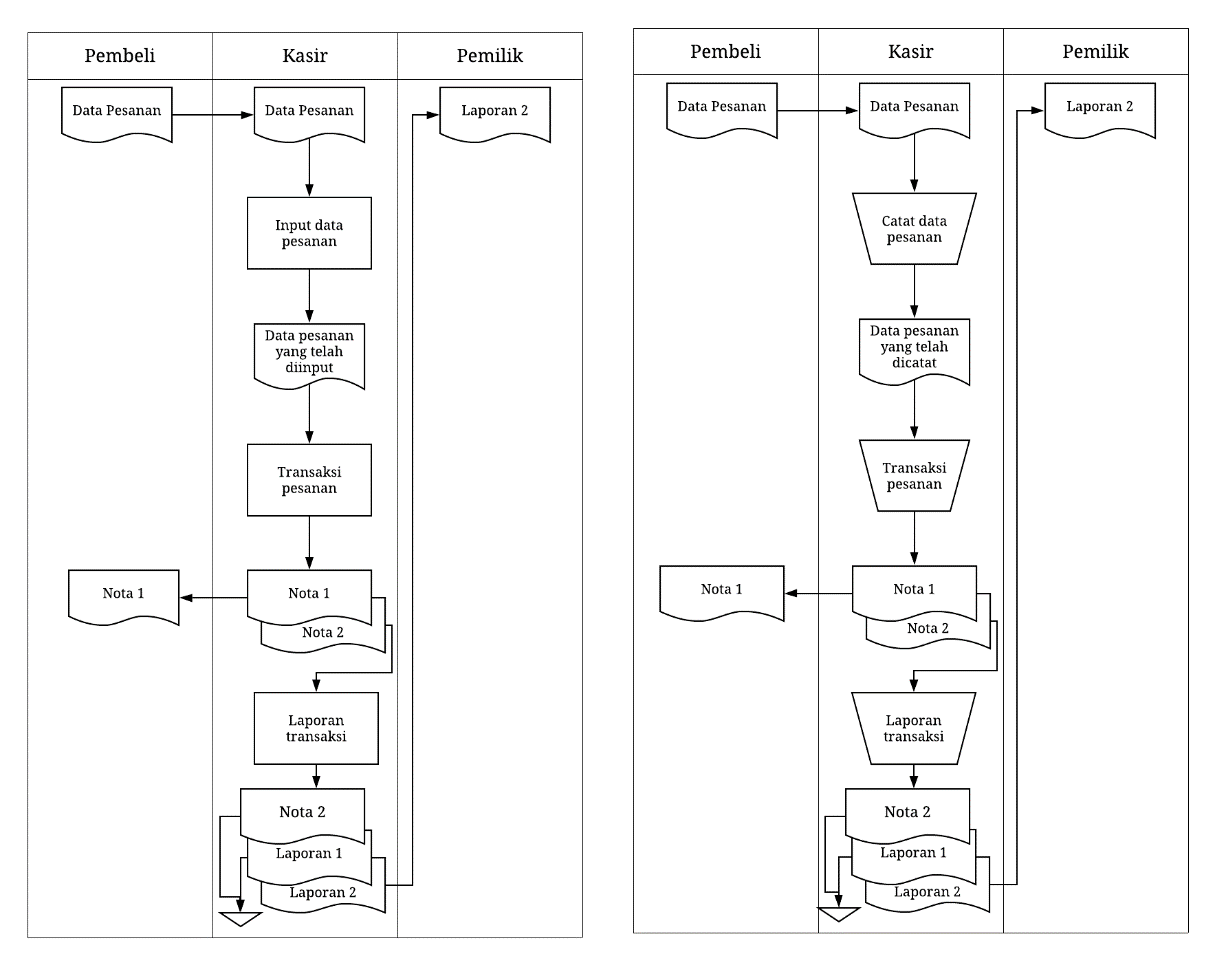 Pembeli
Kasir
Pemilik
Data Pesanan
Data Pesanan
Laporan 2
Input data
pesanan
Data pesanan
yang telah
diinput
Transaksi
pesanan
Nota 1
Nota 1
Nota 2
Laporan
transaksi
Nota 2
Laporan 1
Laporan 2
Pembeli
Kasir
Pemilik
Data Pesanan
Data Pesanan
Laporan 2
Catat data
pesanan
Data pesanan
yang telah
dicatat
Transaksi
pesanan
Nota 1
Nota 1
Nota 2
Laporan
transaksi
Nota 2
Laporan 1
Laporan 2